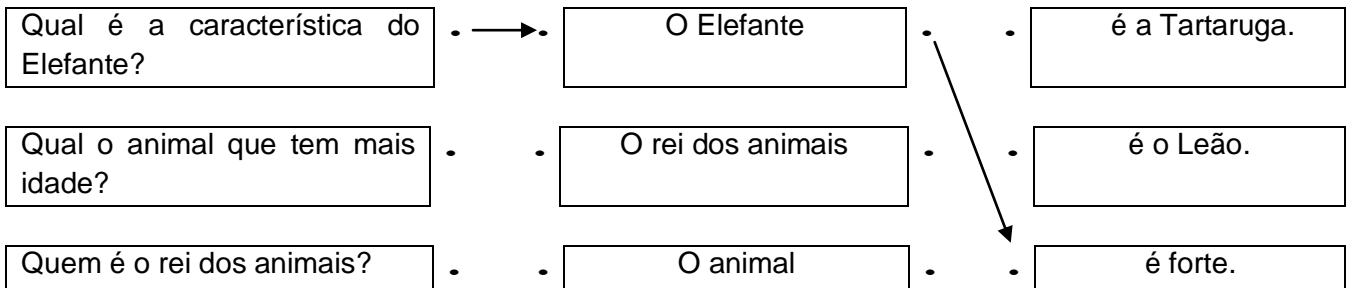 Qual é a característica do
Elefante?
O Elefante
é a Tartaruga.
Qual o animal que tem mais
idade?
O rei dos animais
é o Leão.
Quem é o rei dos animais?
O animal
é forte.